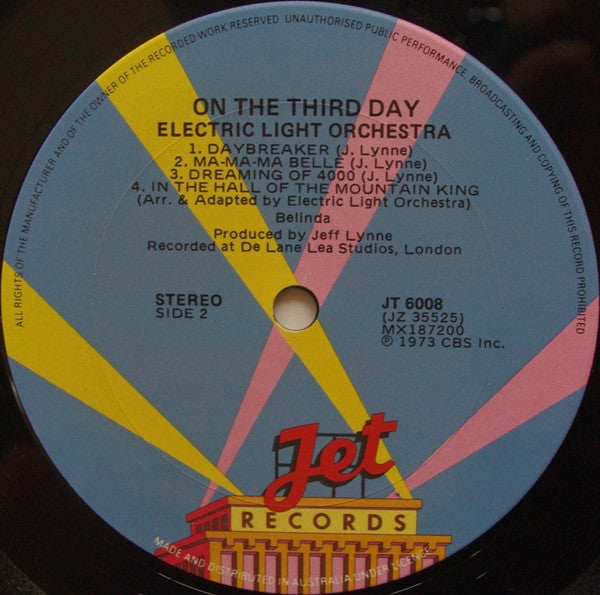 ALL RIGHTS OF THE MANUFACTURER AND OF THE OWNER OF THE RECORDED WORK RESERVED UNAUTHORISED PUBLIC PERFORMANCE, BROADCASTING AND COPYING OF THIS RECORD PROHIBITED
ON THE THIRD DAY
ELECTRIC LIGHT ORCHESTRA
1. DAYBREAKER (J. Lynne)
2. MA-MA-MA BELLE (J. Lynne)
3. DREAMING OF 4000 (J. Lynne)
4. IN THE HALL OF THE MOUNTAIN KING
(Arr. & Adapted by Electric Light Orchestra)
Belinda
Produced by Jeff Lynne
Recorded at De Lane Lea Studios, London
STEREO
SIDE 2
JT 6008
(JZ 35525)
MX187200
℗ 1973 CBS Inc.
Jet
RECORDS
MADE AND DISTRIBUTED IN AUSTRALIA UNDER LICENSE